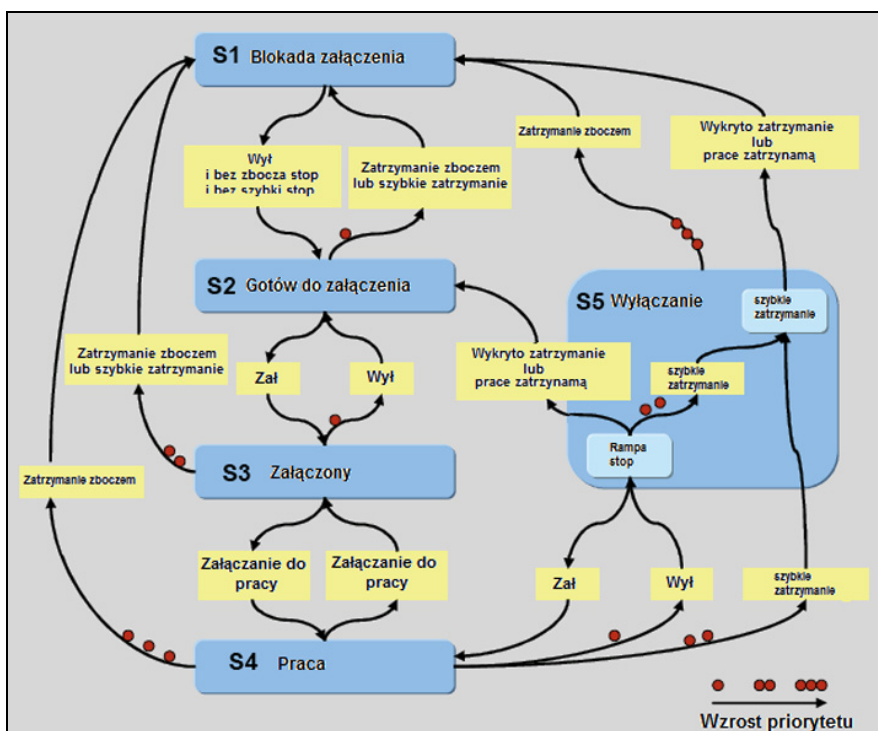 S1 Blokada załączenia
Zatrzymanie zboczem
Wykryto zatrzymanie
lub
prace zatrzynamą
Wył
i bez zbocza stop
i bez szybki stop
Zatrzymanie zboczem
lub szybkie zatrzymanie
S2 Gotów do załączenia
S5 Wyłączanie
szybkie
zatrzymanie
Zatrzymanie zboczem
lub szybkie zatrzymanie
Zał
Wył
Wykryto zatrzymanie
lub
prace zatrzynamą
szybkie
zatrzymanie
Rampa
stop
S3 Załączony
Zatrzymanie zboczem
Załączanie do
pracy
Załączanie do
pracy
Zał
Wył
szybkie
zatrzymanie
S4 Praca
Wzrost priorytetu